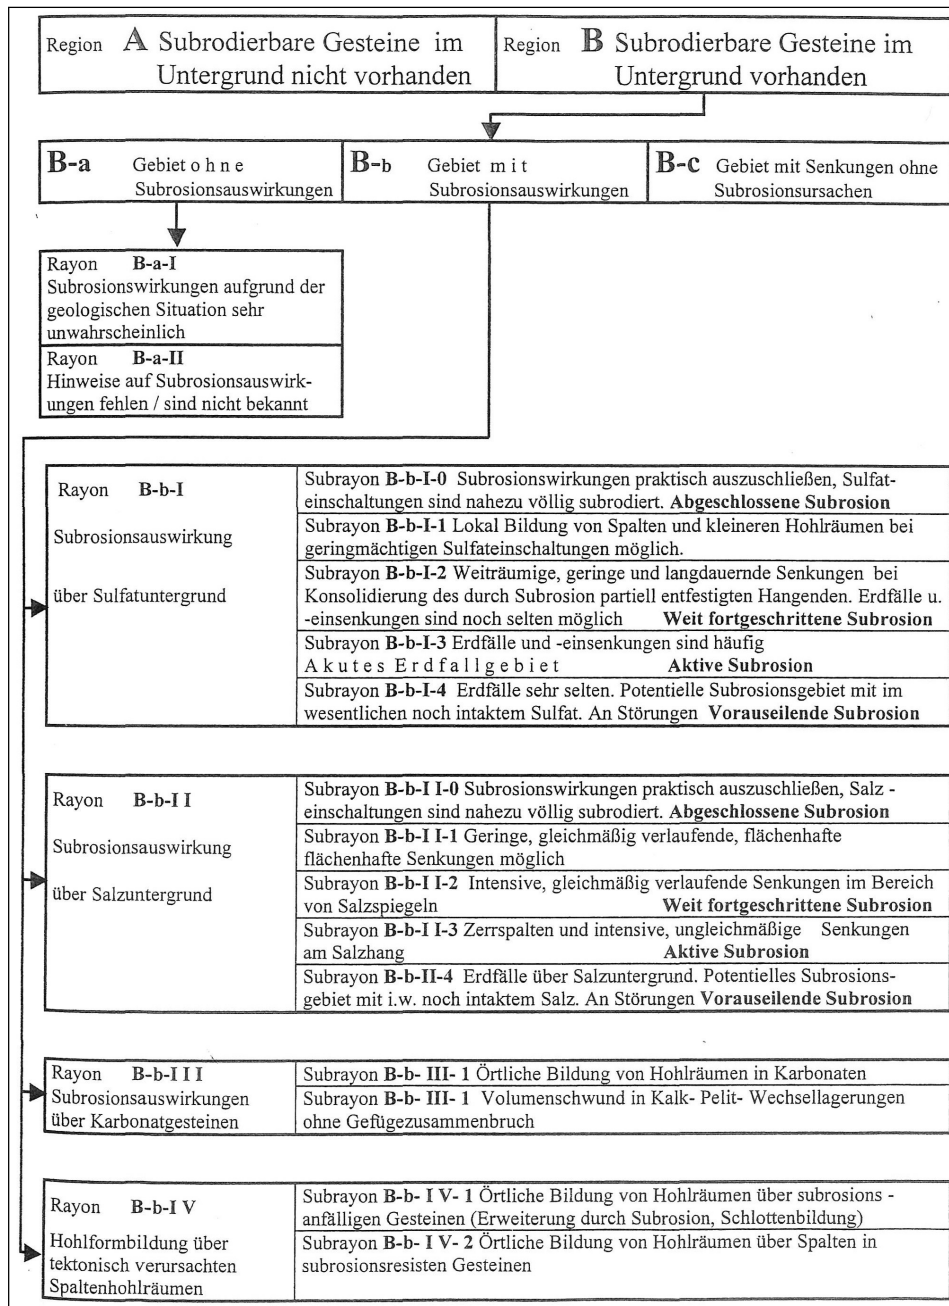 Region A Subrodierbare Gesteine im
Untergrund nicht vorhanden
Region B Subrodierbare Gesteine im
Untergrund vorhanden
B-a Gebiet o h n e
Subrosionsauswirkungen
B-b Gebiet m i t
Subrosionsauswirkungen
B-c Gebiet mit Senkungen ohne
Subrosionsursachen
Rayon B-a-I
Subrosionswirkungen aufgrund der
geologischen Situation sehr
unwahrscheinlich
Rayon B-a-II
Hinweise auf Subrosionsauswirk-
ungen fehlen / sind nicht bekannt
Rayon B-b-I
Subrosionsauswirkung
über Sulfatuntergrund
Subrayon B-b-I-0 Subrosionswirkungen praktisch auszuschließen, Sulfat-
einschaltungen sind nahezu völlig subrodiert. Abgeschlossene Subrosion
Subrayon B-b-I-1 Lokal Bildung von Spalten und kleineren Hohlräumen bei
geringmächtigen Sulfateinschaltungen möglich.
Subrayon B-b-I-2 Weiträumige, geringe und langdauernde Senkungen bei
Konsolidierung des durch Subrosion partiell entfestigten Hangenden. Erdfälle u.
-einsenkungen sind noch selten möglich Weit fortgeschrittene Subrosion
Subrayon B-b-I-3 Erdfälle und -einsenkungen sind häufig
A k u t e s E r d f a l l g e b i e t Aktive Subrosion
Subrayon B-b-I-4 Erdfälle sehr selten. Potentielle Subrosionsgebiet mit im
wesentlichen noch intaktem Sulfat. An Störungen Vorauseilende Subrosion
Rayon B-b-I I
Subrosionsauswirkung
über Salzuntergrund
Subrayon B-b-I I-0 Subrosionswirkungen praktisch auszuschließen, Salz -
einschaltungen sind nahezu völlig subrodiert. Abgeschlossene Subrosion
Subrayon B-b-I I-1 Geringe, gleichmäßig verlaufende, flächenhafte
flächenhafte Senkungen möglich
Subrayon B-b-I I-2 Intensive, gleichmäßig verlaufende Senkungen im Bereich
von Salzspiegeln Weit fortgeschrittene Subrosion
Subrayon B-b-I I-3 Zerrspalten und intensive, ungleichmäßige Senkungen
am Salzhang Aktive Subrosion
Subrayon B-b-II-4 Erdfälle über Salzuntergrund. Potentielles Subrosions-
gebiet mit i.w. noch intaktem Salz. An Störungen Vorauseilende Subrosion
Rayon B-b-I I I
Subrosionsauswirkungen
über Karbonatgesteinen
Subrayon B-b- III- 1 Örtliche Bildung von Hohlräumen in Karbonaten
Subrayon B-b- III- 1 Volumenschwund in Kalk- Pelit- Wechsellagerungen
ohne Gefügezusammenbruch
Rayon B-b-I V
Hohlformbildung über
tektonisch verursachten
Spaltenhohlräumen
Subrayon B-b- I V- 1 Örtliche Bildung von Hohlräumen über subrosions -
anfälligen Gesteinen (Erweiterung durch Subrosion, Schlottenbildung)
Subrayon B-b- I V- 2 Örtliche Bildung von Hohlräumen über Spalten in
subrosionsresisten Gesteinen